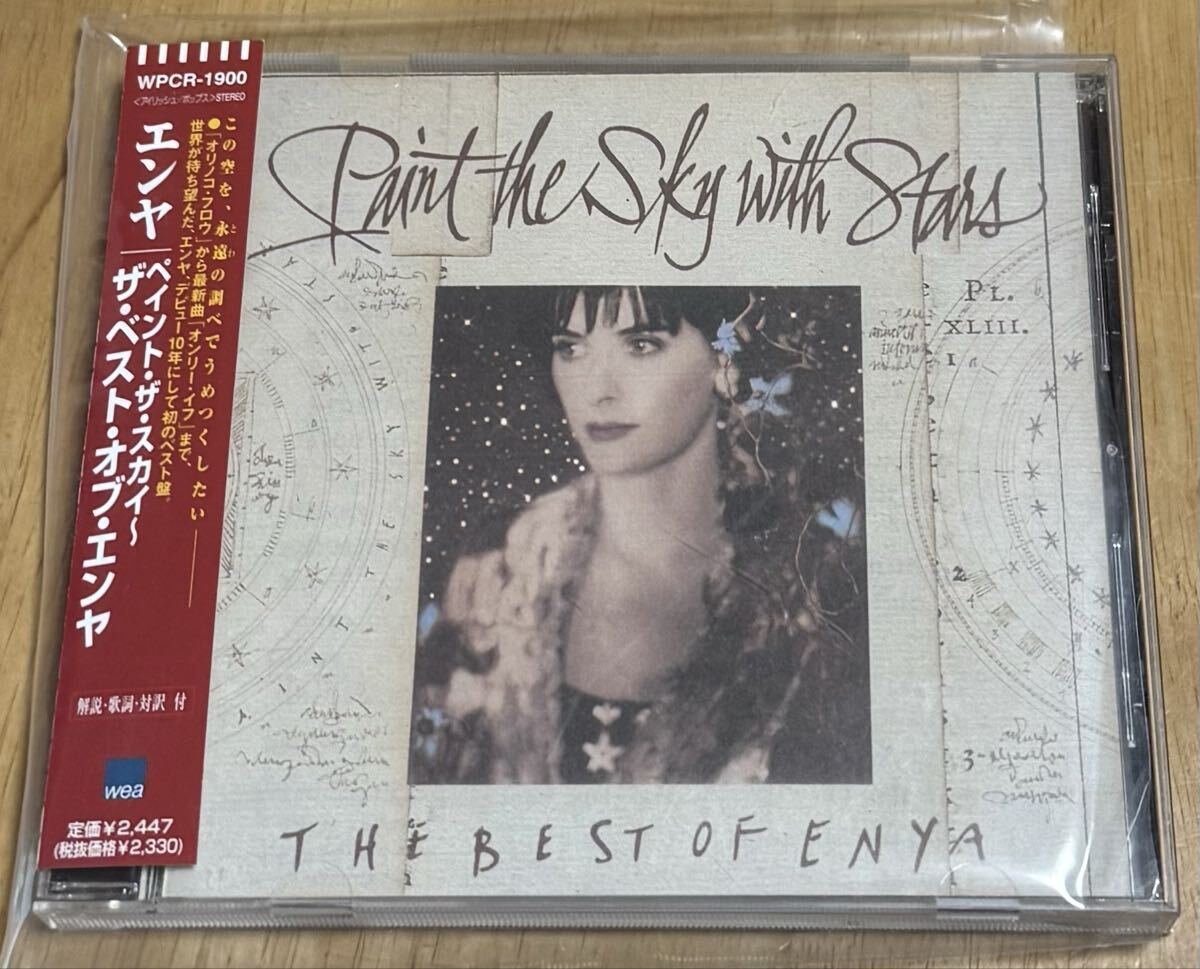 WPCR-1900
<アイリッシュ/ポップス>STEREO
この空を、永遠の調べでうめつくしたい——
とわ
●「オリノコ・フロウ」から最新曲「オンリー・イフ」まで、
世界が待ち望んだ、エンヤ、デビュー10年にして初のベスト盤。
エンヤ
ペイント・ザ・スカイ〜
ザ・ベスト・オブ・エンヤ
解説・歌詞・対訳 付
wea
定価¥2,447
(税抜価格¥2,330)
Paint the Sky with Stars
PL.
XLIII.
I
2
3
THE BEST OF ENYA